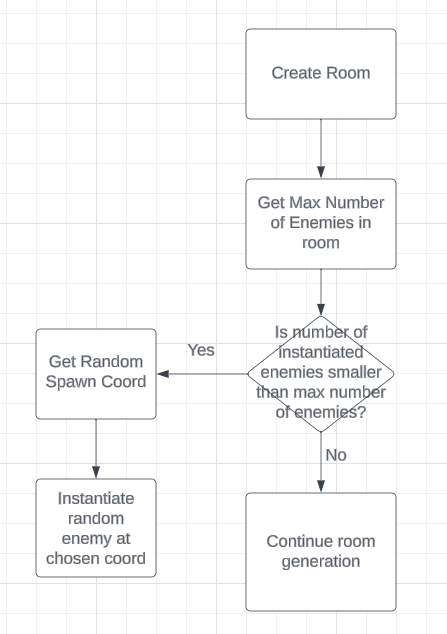 Create Room
Get Max Number
of Enemies in
room
Is number of
instantiated
enemies smaller
than max number
of enemies?
Yes
Get Random
Spawn Coord
No
Instantiate
random
enemy at
chosen coord
Continue room
generation